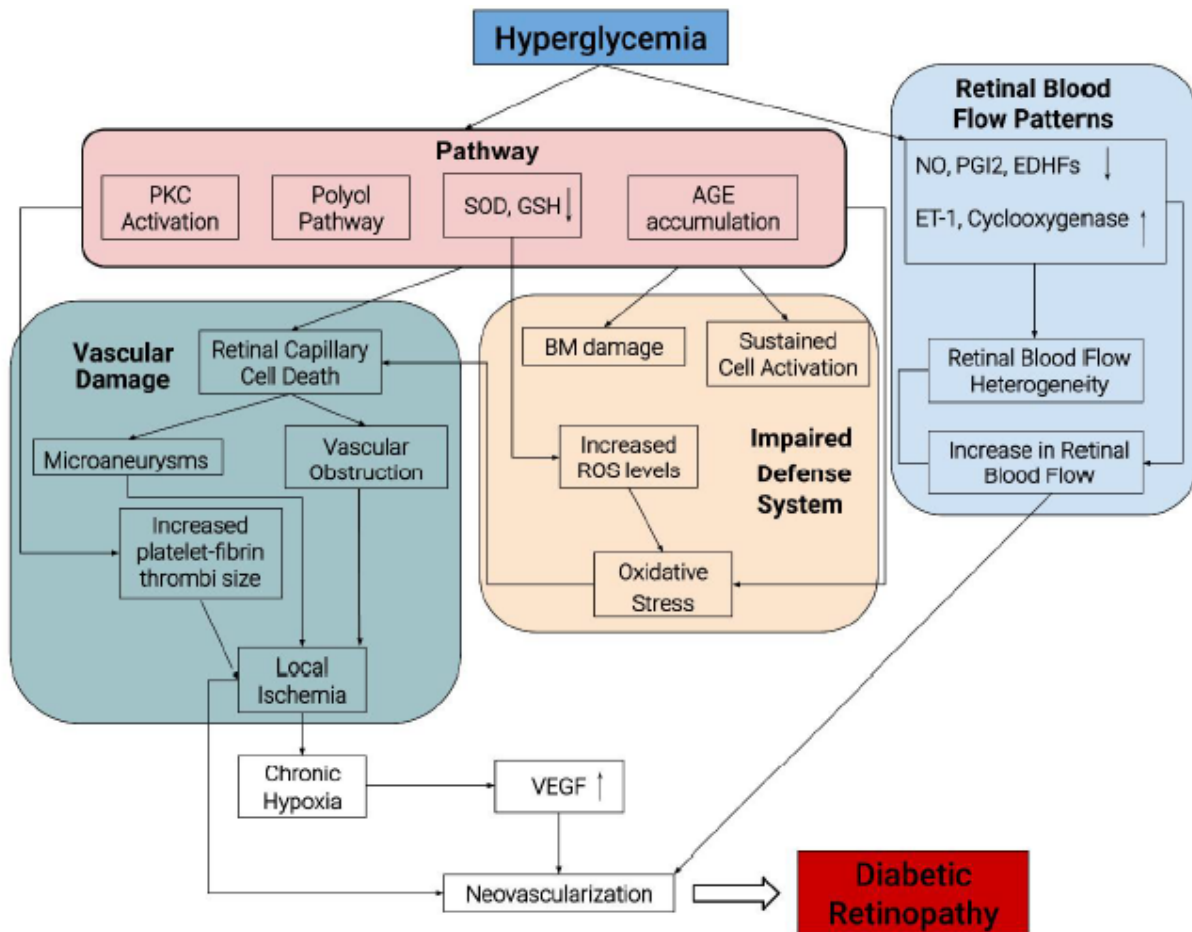 Hyperglycemia
Pathway
PKC
Activation
Polyol
Pathway
SOD, GSH↓
AGE
accumulation
Retinal Blood
Flow Patterns
NO, PGI2, EDHFs ↓
ET-1, Cyclooxygenase ↑
Retinal Blood Flow
Heterogeneity
Increase in Retinal
Blood Flow
Vascular
Damage
Retinal Capillary
Cell Death
Microaneurysms
Vascular
Obstruction
Increased
platelet-fibrin
thrombi size
Local
Ischemia
BM damage
Sustained
Cell Activation
Increased
ROS levels
Impaired
Defense
System
Oxidative
Stress
Chronic
Hypoxia
VEGF ↑
Neovascularization
Diabetic
Retinopathy